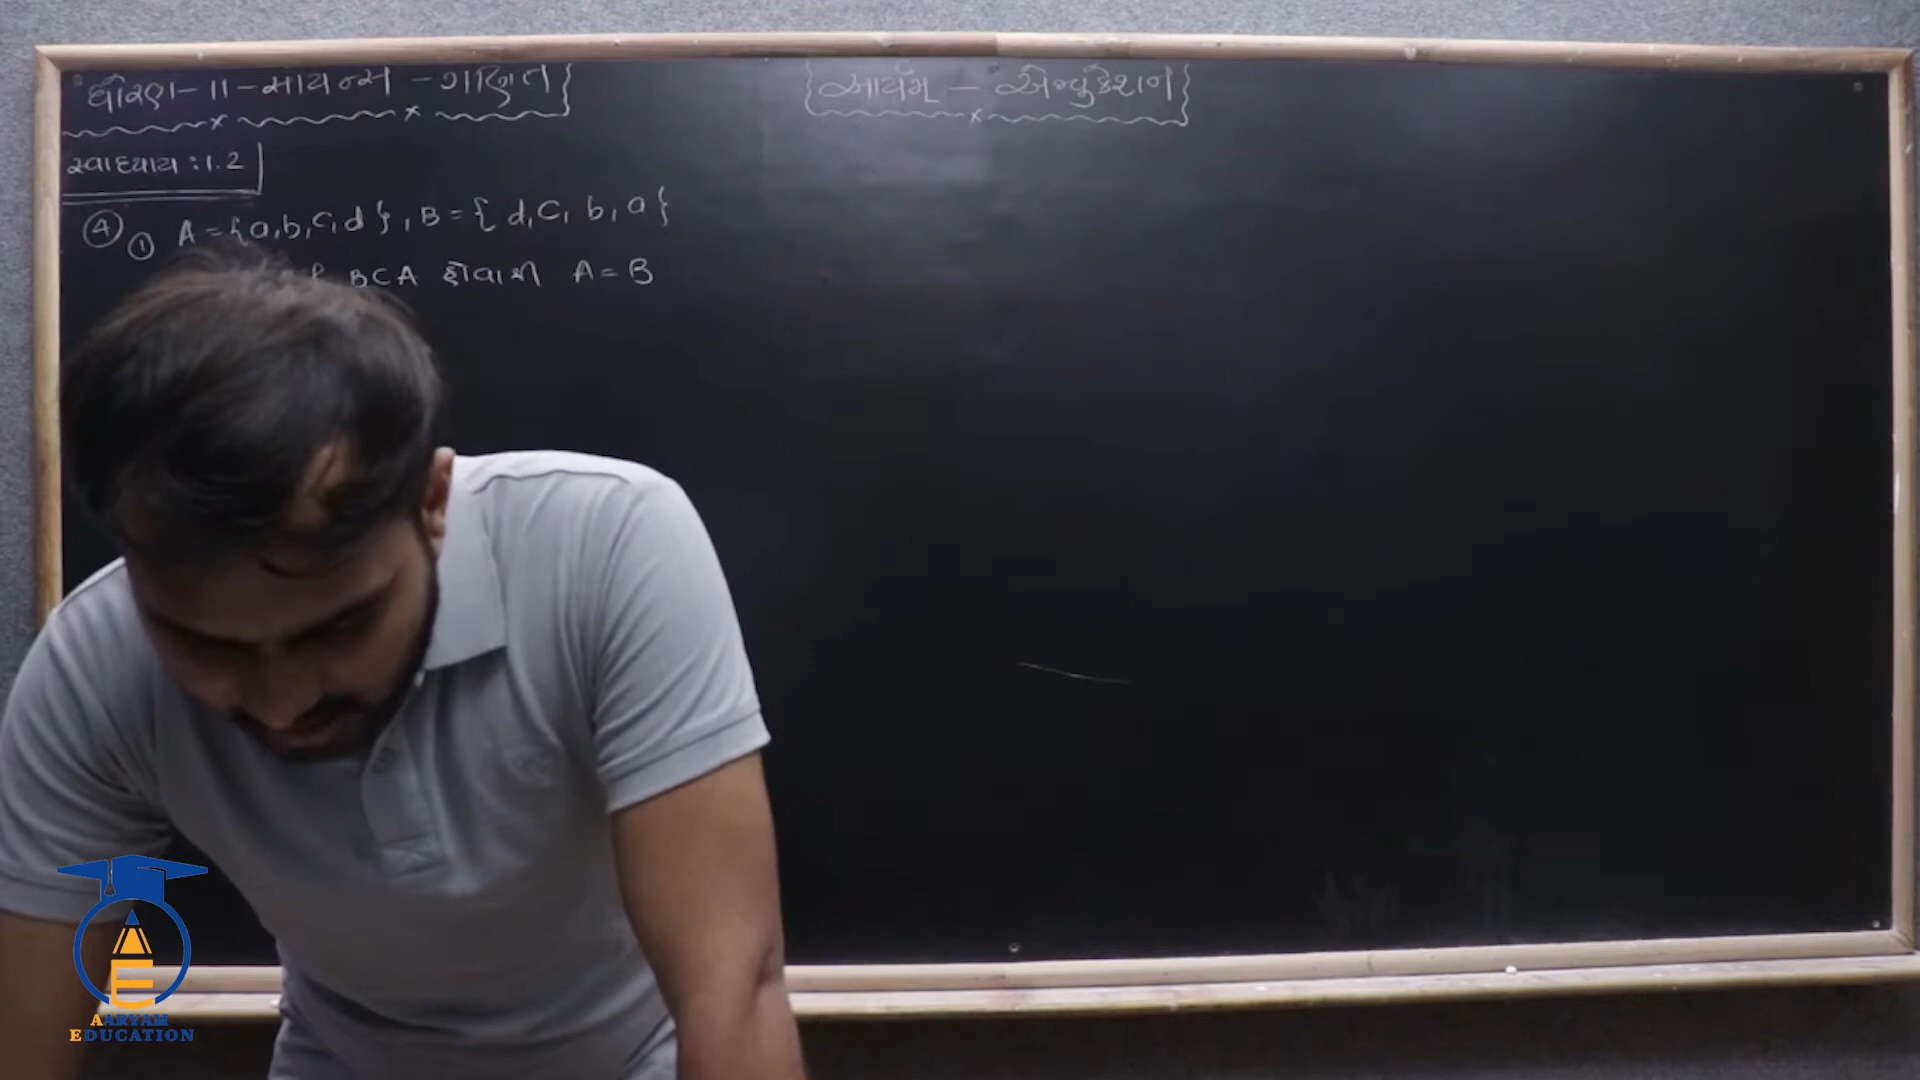 ધોરણ-11-સાયન્સ-ગણિત
આર્યમ્ - એજ્યુકેશન
સ્વાધ્યાય : 1.2
④ ① A = {a, b, c, d }, B = { d, c, b, a }
B⊂A હોવાથી A = B
AARYAM
EDUCATION